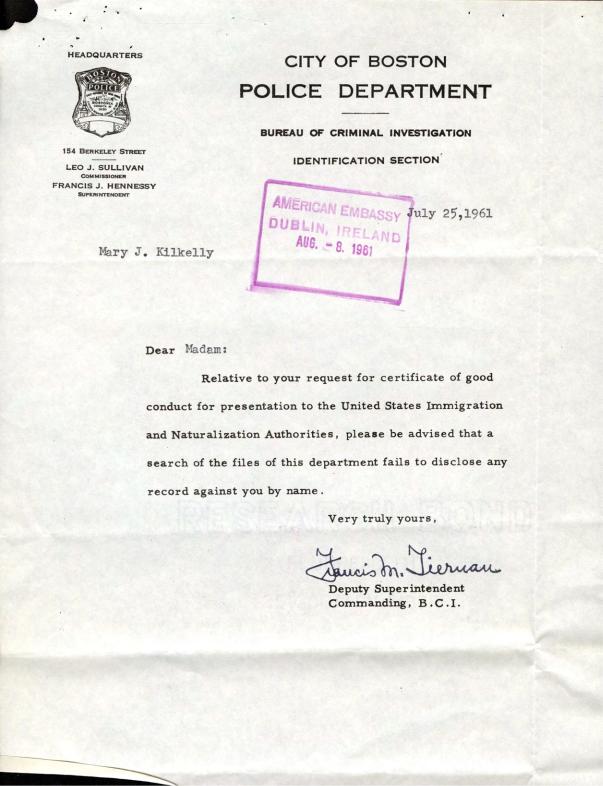 HEADQUARTERS
BOSTON
POLICE
154 BERKELEY STREET
LEO J. SULLIVAN
COMMISSIONER
FRANCIS J. HENNESSY
SUPERINTENDENT
CITY OF BOSTON
POLICE DEPARTMENT
BUREAU OF CRIMINAL INVESTIGATION
IDENTIFICATION SECTION
AMERICAN EMBASSY
DUBLIN, IRELAND
AUG. - 8. 1961
July 25,1961
Mary J. Kilkelly
Dear Madam:
Relative to your request for certificate of good
conduct for presentation to the United States Immigration
and Naturalization Authorities, please be advised that a
search of the files of this department fails to disclose any
record against you by name.
Very truly yours,
Francis M. Tiernan
Deputy Superintendent
Commanding, B.C.I.